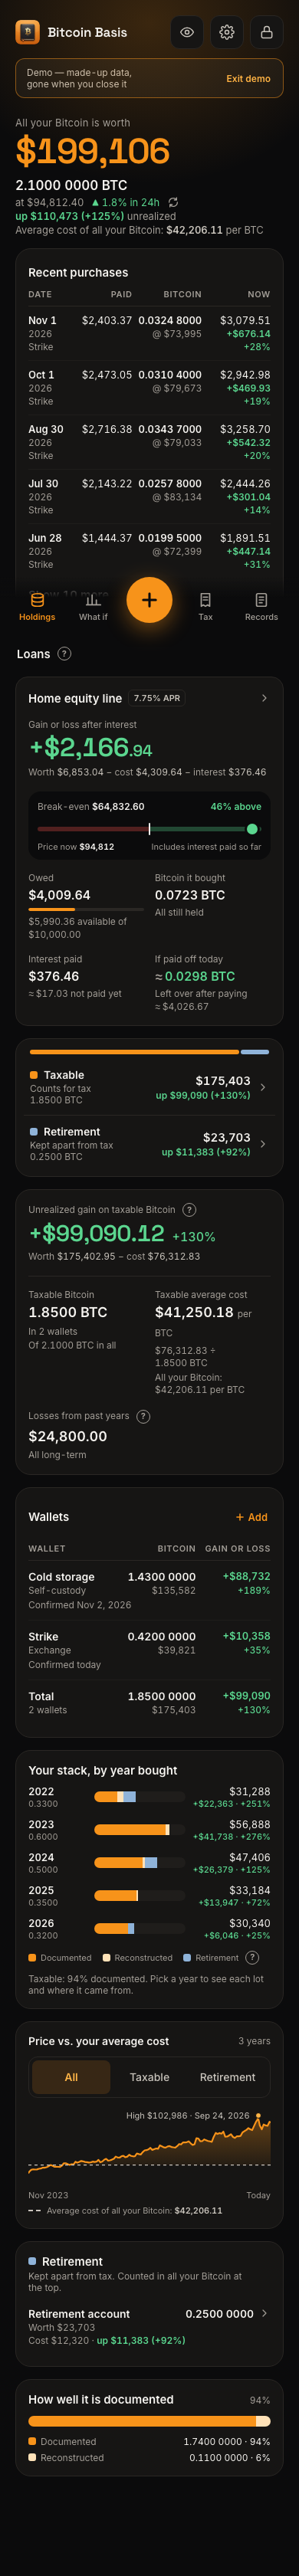 Bitcoin Basis
Demo — made-up data,
gone when you close it
Exit demo
All your Bitcoin is worth
$199,106
2.1000 0000 BTC
at $94,812.40 ▲ 1.8% in 24h
up $110,473 (+125%) unrealized
Average cost of all your Bitcoin: $42,206.11 per BTC
Recent purchases
DATE PAID BITCOIN NOW
Nov 1 $2,403.37 0.0324 8000 $3,079.51
2026 @ $73,995 +$676.14
Strike +28%
Oct 1 $2,473.05 0.0310 4000 $2,942.98
2026 @ $79,673 +$469.93
Strike +19%
Aug 30 $2,716.38 0.0343 7000 $3,258.70
2026 @ $79,033 +$542.32
Strike +20%
Jul 30 $2,143.22 0.0257 8000 $2,444.26
2026 @ $83,134 +$301.04
Strike +14%
Jun 28 $1,444.37 0.0199 5000 $1,891.51
2026 @ $72,399 +$447.14
Strike +31%
Show 10 more
Holdings What if + Tax Records
Loans ?
Home equity line 7.75% APR
Gain or loss after interest
+$2,166.94
Worth $6,853.04 − cost $4,309.64 − interest $376.46
Break-even $64,832.60 46% above
Price now $94,812 Includes interest paid so far
Owed Bitcoin it bought
$4,009.64 0.0723 BTC
$5,990.36 available of All still held
$10,000.00
Interest paid If paid off today
$376.46 ≈ 0.0298 BTC
≈ $17.03 not paid yet Left over after paying
≈ $4,026.67
Taxable $175,403
Counts for tax up $99,090 (+130%)
1.8500 BTC
Retirement $23,703
Kept apart from tax up $11,383 (+92%)
0.2500 BTC
Unrealized gain on taxable Bitcoin ?
+$99,090.12 +130%
Worth $175,402.95 − cost $76,312.83
Taxable Bitcoin Taxable average cost
1.8500 BTC $41,250.18 per
BTC
In 2 wallets
Of 2.1000 BTC in all
$76,312.83 ÷
1.8500 BTC
All your Bitcoin:
$42,206.11 per BTC
Losses from past years ?
$24,800.00
All long-term
Wallets + Add
WALLET BITCOIN GAIN OR LOSS
Cold storage 1.4300 0000 +$88,732
Self-custody $135,582 +189%
Confirmed Nov 2, 2026
Strike 0.4200 0000 +$10,358
Exchange $39,821 +35%
Confirmed today
Total 1.8500 0000 +$99,090
2 wallets $175,403 +130%
Your stack, by year bought
2022 $31,288
0.3300 +$22,363 · +251%
2023 $56,888
0.6000 +$41,738 · +276%
2024 $47,406
0.5000 +$26,379 · +125%
2025 $33,184
0.3500 +$13,947 · +72%
2026 $30,340
0.3200 +$6,046 · +25%
Documented Reconstructed Retirement ?
Taxable: 94% documented. Pick a year to see each lot
and where it came from.
Price vs. your average cost 3 years
All Taxable Retirement
High $102,986 · Sep 24, 2026
Nov 2023 Today
Average cost of all your Bitcoin: $42,206.11
Retirement
Kept apart from tax. Counted in all your Bitcoin at
the top.
Retirement account 0.2500 0000
Worth $23,703
Cost $12,320 · up $11,383 (+92%)
How well it is documented 94%
Documented 1.7400 0000 · 94%
Reconstructed 0.1100 0000 · 6%